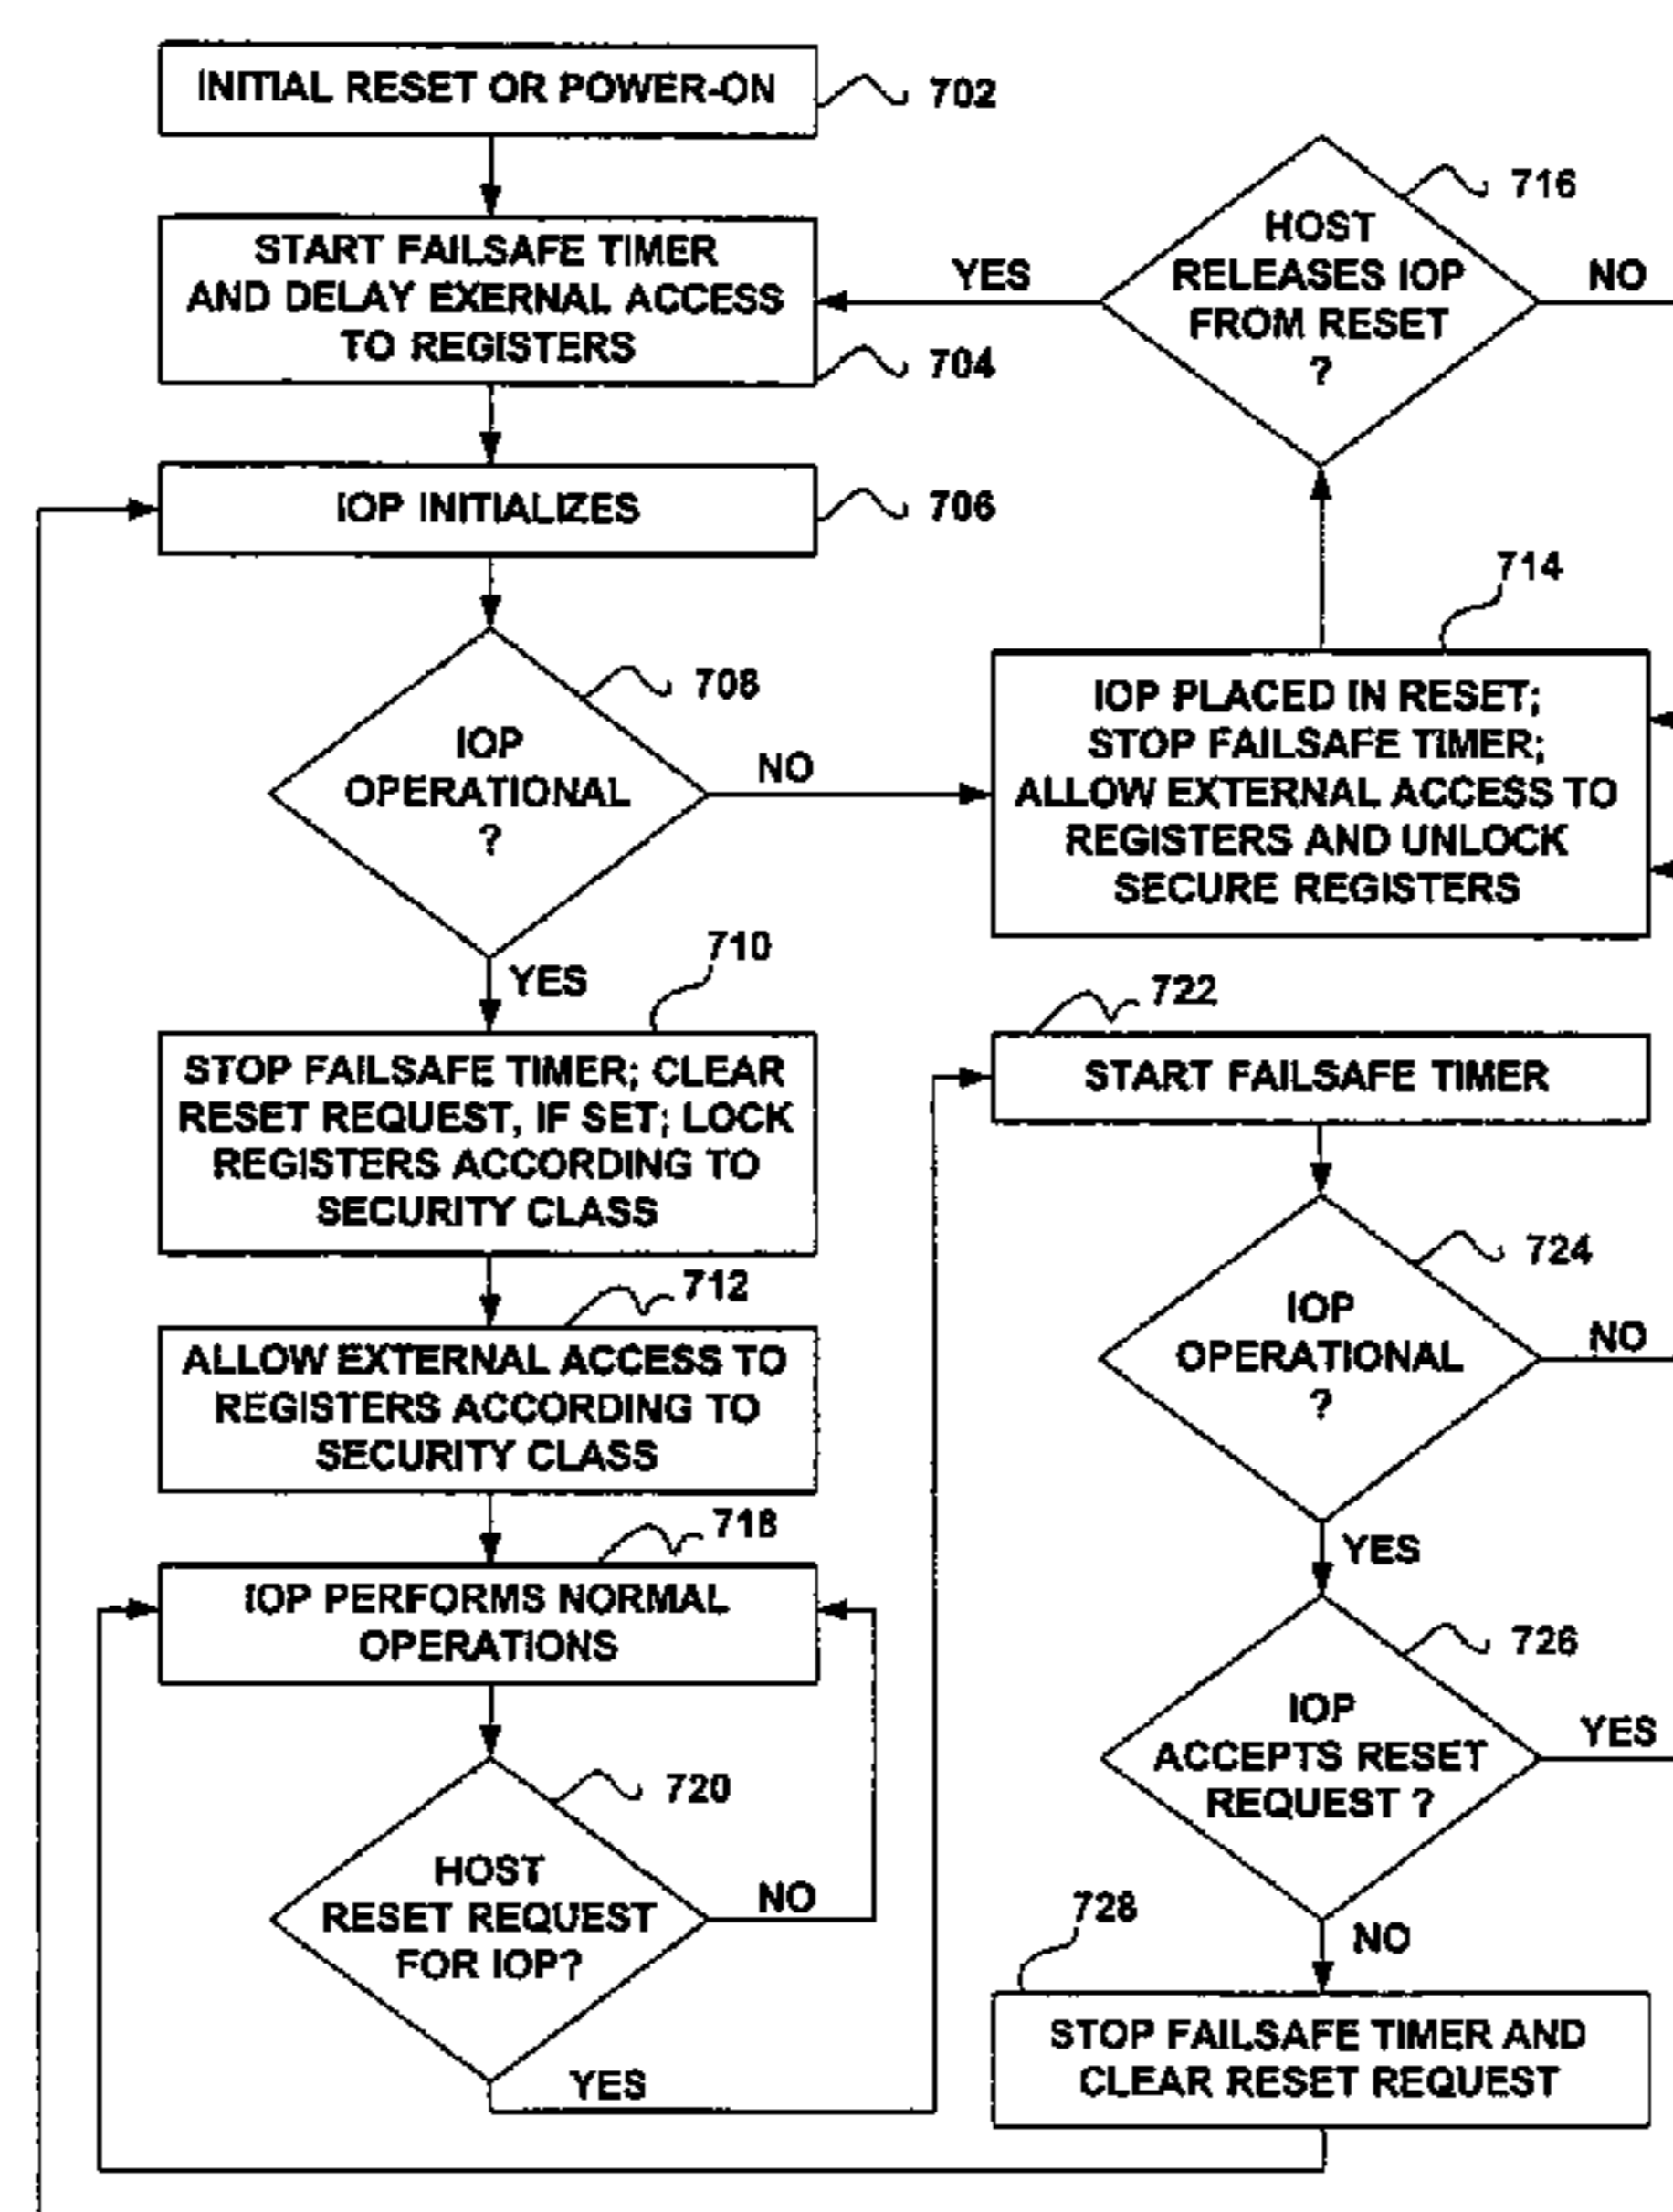 INITIAL RESET OR POWER-ON
702
START FAILSAFE TIMER
AND DELAY EXERNAL ACCESS
TO REGISTERS
704
IOP INITIALIZES
706
708
IOP
OPERATIONAL
?
NO
YES
710
STOP FAILSAFE TIMER; CLEAR
RESET REQUEST, IF SET; LOCK
REGISTERS ACCORDING TO
SECURITY CLASS
712
ALLOW EXTERNAL ACCESS TO
REGISTERS ACCORDING TO
SECURITY CLASS
718
IOP PERFORMS NORMAL
OPERATIONS
720
HOST
RESET REQUEST
FOR IOP?
NO
YES
716
HOST
RELEASES IOP
FROM RESET
?
YES
NO
714
IOP PLACED IN RESET;
STOP FAILSAFE TIMER;
ALLOW EXTERNAL ACCESS TO
REGISTERS AND UNLOCK
SECURE REGISTERS
722
START FAILSAFE TIMER
724
IOP
OPERATIONAL
?
NO
YES
726
IOP
ACCEPTS RESET
REQUEST ?
YES
NO
728
STOP FAILSAFE TIMER AND
CLEAR RESET REQUEST